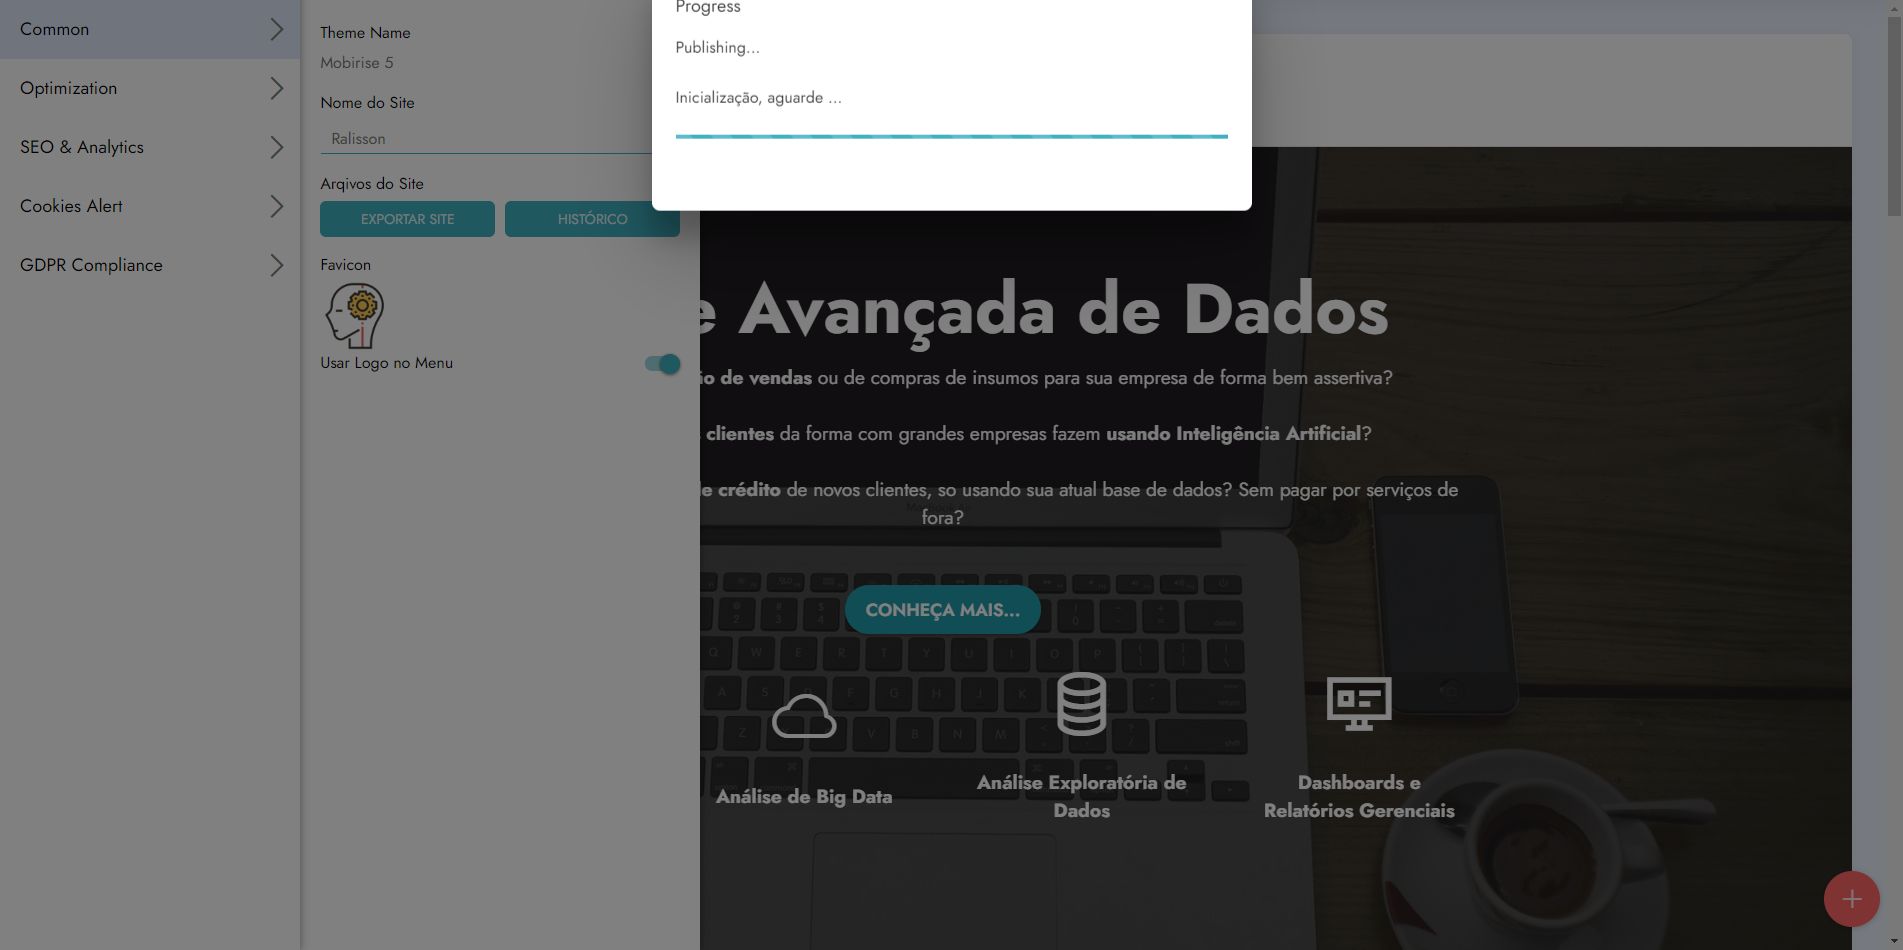 Common
Optimization
SEO & Analytics
Cookies Alert
GDPR Compliance
Theme Name
Mobirise 5
Nome do Site
Ralisson
Arqivos do Site
EXPORTAR SITE
HISTÓRICO
Favicon
Usar Logo no Menu
Progress
Publishing...
Inicialização, aguarde ...
e Avançada de Dados
ão de vendas ou de compras de insumos para sua empresa de forma bem assertiva?
clientes da forma com grandes empresas fazem usando Inteligência Artificial?
de crédito de novos clientes, so usando sua atual base de dados? Sem pagar por serviços de
fora?
CONHEÇA MAIS...
Análise de Big Data
Análise Exploratória de
Dados
Dashboards e
Relatórios Gerenciais